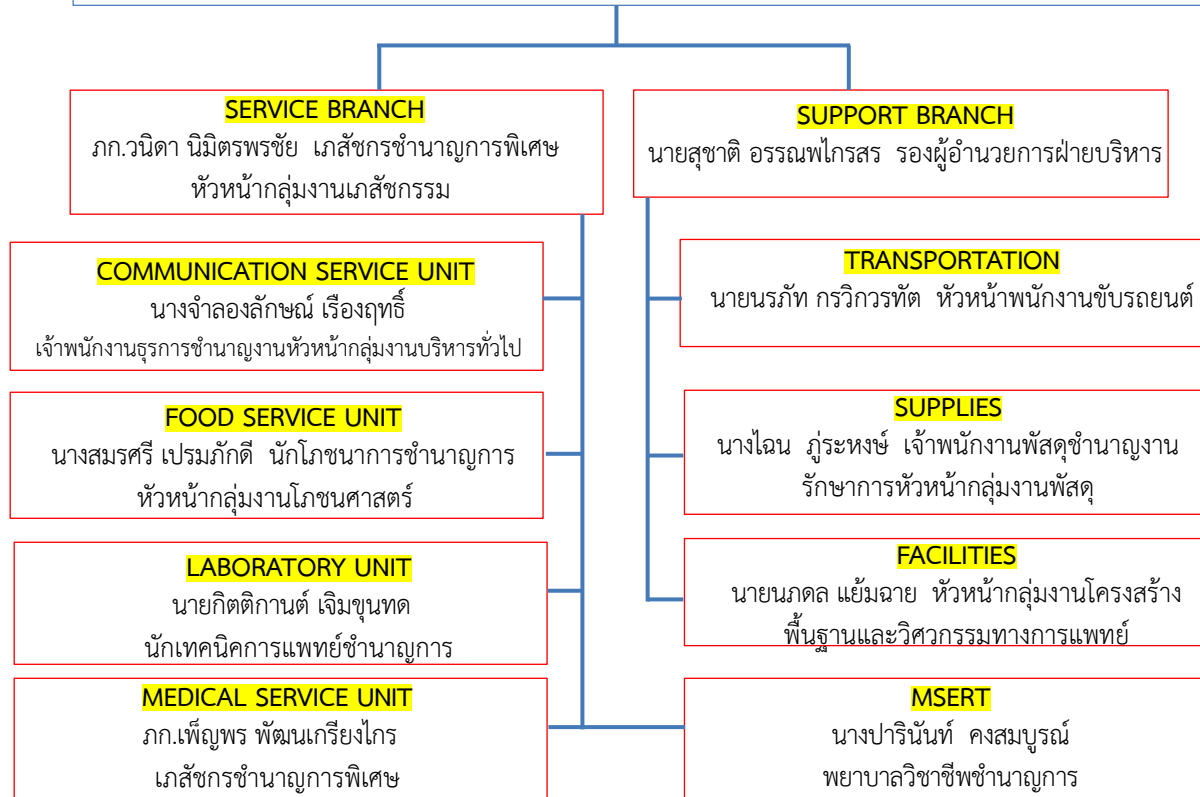 SERVICE BRANCH
ภก.วนิดา นิมิตรพรชัย เภสัชกรชำนาญการพิเศษ
หัวหน้ากลุ่มงานเภสัชกรรม
SUPPORT BRANCH
นายสุชาติ อรรณพไกรสร รองผู้อำนวยการฝ่ายบริหาร
COMMUNICATION SERVICE UNIT
นางจำลองลักษณ์ เรืองฤทธิ์
เจ้าพนักงานธุรการชำนาญงานหัวหน้ากลุ่มงานบริหารทั่วไป
TRANSPORTATION
นายนรภัท กรวิกวรทัต หัวหน้าพนักงานขับรถยนต์
FOOD SERVICE UNIT
นางสมรศรี เปรมภักดี นักโภชนาการชำนาญการ
หัวหน้ากลุ่มงานโภชนศาสตร์
SUPPLIES
นางไฉน ภู่ระหงษ์ เจ้าพนักงานพัสดุชำนาญงาน
รักษาการหัวหน้ากลุ่มงานพัสดุ
LABORATORY UNIT
นายกิตติกานต์ เจิมขุนทด
นักเทคนิคการแพทย์ชำนาญการ
FACILITIES
นายนภดล แย้มฉาย หัวหน้ากลุ่มงานโครงสร้าง
พื้นฐานและวิศวกรรมทางการแพทย์
MEDICAL SERVICE UNIT
ภก.เพ็ญพร พัฒนเกรียงไกร
เภสัชกรชำนาญการพิเศษ
MSERT
นางปารินันท์ คงสมบูรณ์
พยาบาลวิชาชีพชำนาญการ